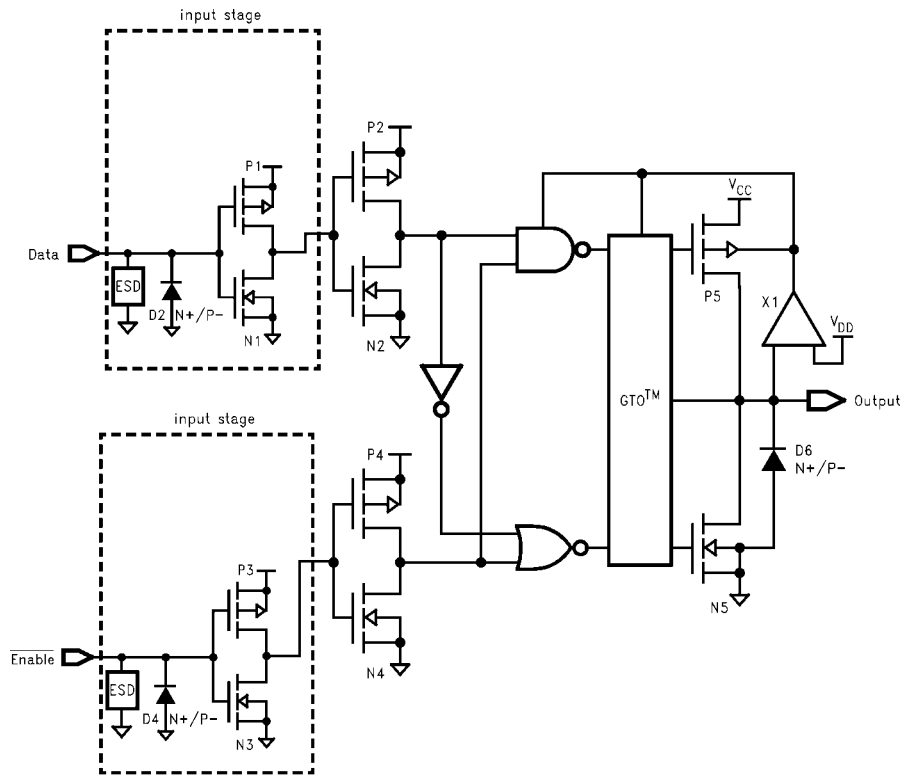 input stage
P2
P1
V_CC
Data
ESD
D2 N+/P-
N1
N2
P5
X1
V_DD
GTO™
Output
input stage
P4
D6
N+/P-
P3
N5
Enable
ESD
D4 N+/P-
N3
N4